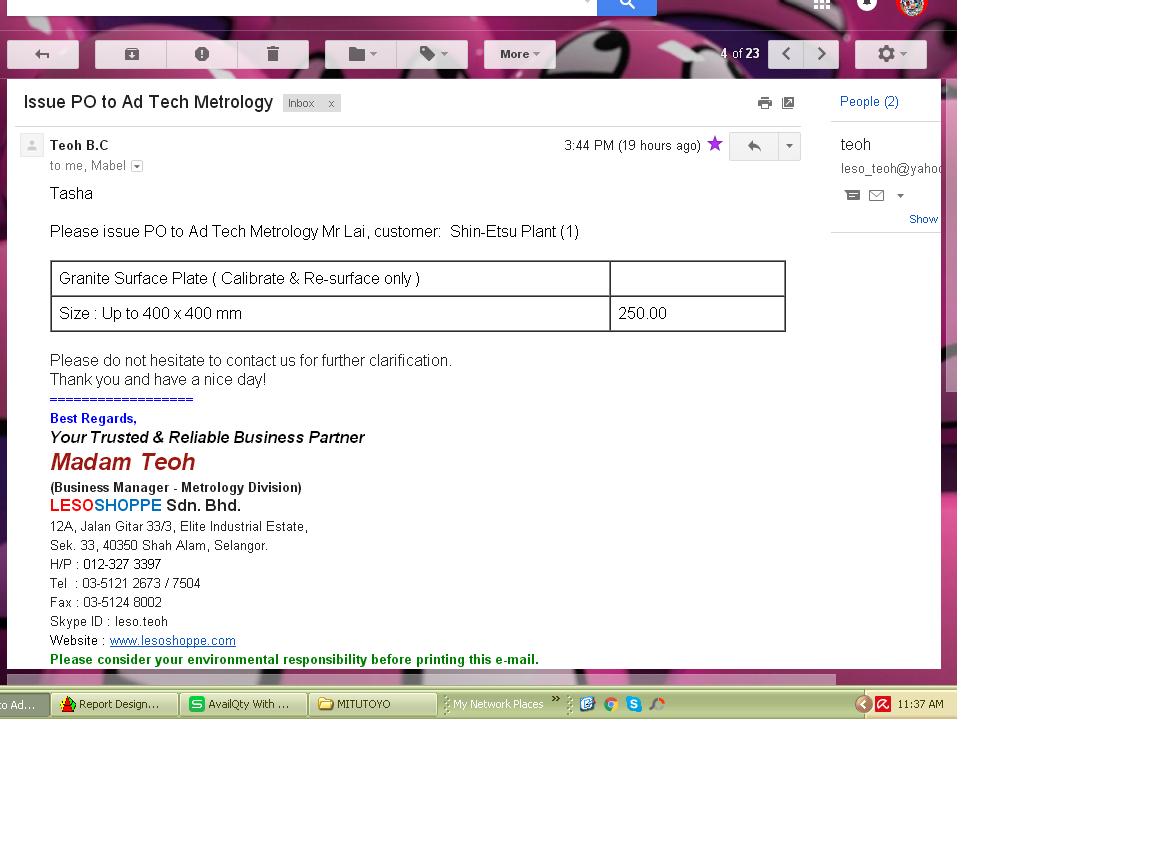 More
4 of 23
Issue PO to Ad Tech Metrology
Inbox x
People (2)
Teoh B.C
3:44 PM (19 hours ago)
to me, Mabel
teoh
leso_teoh@yahoo
Show
Tasha
Please issue PO to Ad Tech Metrology Mr Lai, customer: Shin-Etsu Plant (1)
Granite Surface Plate ( Calibrate & Re-surface only )
Size : Up to 400 x 400 mm 250.00
Please do not hesitate to contact us for further clarification.
Thank you and have a nice day!
==================
Best Regards,
Your Trusted & Reliable Business Partner
Madam Teoh
(Business Manager - Metrology Division)
LESOSHOPPE Sdn. Bhd.
12A, Jalan Gitar 33/3, Elite Industrial Estate,
Sek. 33, 40350 Shah Alam, Selangor.
H/P : 012-327 3397
Tel : 03-5121 2673 / 7504
Fax : 03-5124 8002
Skype ID : leso.teoh
Website : www.lesoshoppe.com
Please consider your environmental responsibility before printing this e-mail.
to Ad... Report Design... AvailQty With ... MITUTOYO My Network Places » 11:37 AM